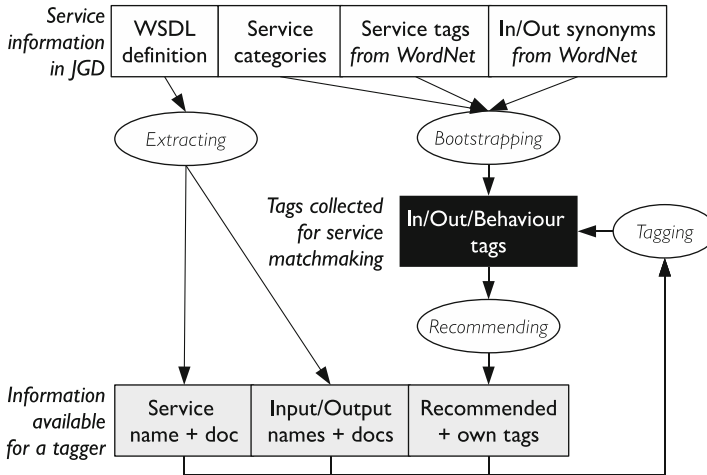 Service
information
in JGD
WSDL
definition
Service
categories
Service tags
from WordNet
In/Out synonyms
from WordNet
Extracting
Bootstrapping
Tags collected
for service
matchmaking
In/Out/Behaviour
tags
Tagging
Recommending
Information
available
for a tagger
Service
name + doc
Input/Output
names + docs
Recommended
+ own tags